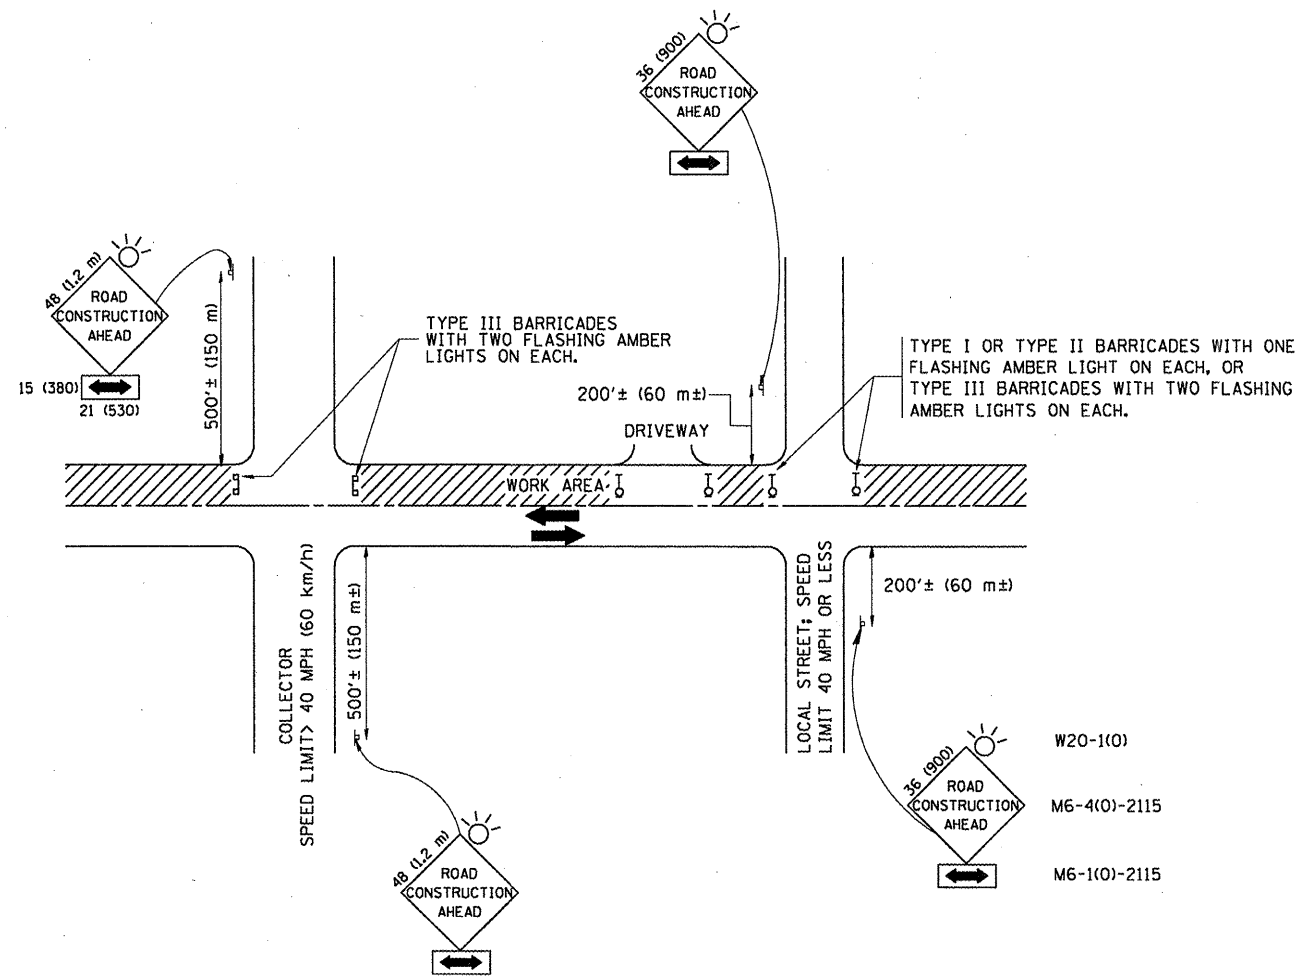 36 (900)
ROAD
CONSTRUCTION
AHEAD
48 (1.2 m)
ROAD
CONSTRUCTION
AHEAD
15 (380)
21 (530)
500'± (150 m)
TYPE III BARRICADES
WITH TWO FLASHING AMBER
LIGHTS ON EACH.
200'± (60 m±)
DRIVEWAY
TYPE I OR TYPE II BARRICADES WITH ONE
FLASHING AMBER LIGHT ON EACH, OR
TYPE III BARRICADES WITH TWO FLASHING
AMBER LIGHTS ON EACH.
WORK AREA
COLLECTOR
SPEED LIMIT> 40 MPH (60 km/h)
500'± (150 m±)
LOCAL STREET; SPEED
LIMIT 40 MPH OR LESS
200'± (60 m±)
36 (900)
ROAD
CONSTRUCTION
AHEAD
W20-1(O)
M6-4(O)-2115
M6-1(O)-2115
48 (1.2 m)
ROAD
CONSTRUCTION
AHEAD